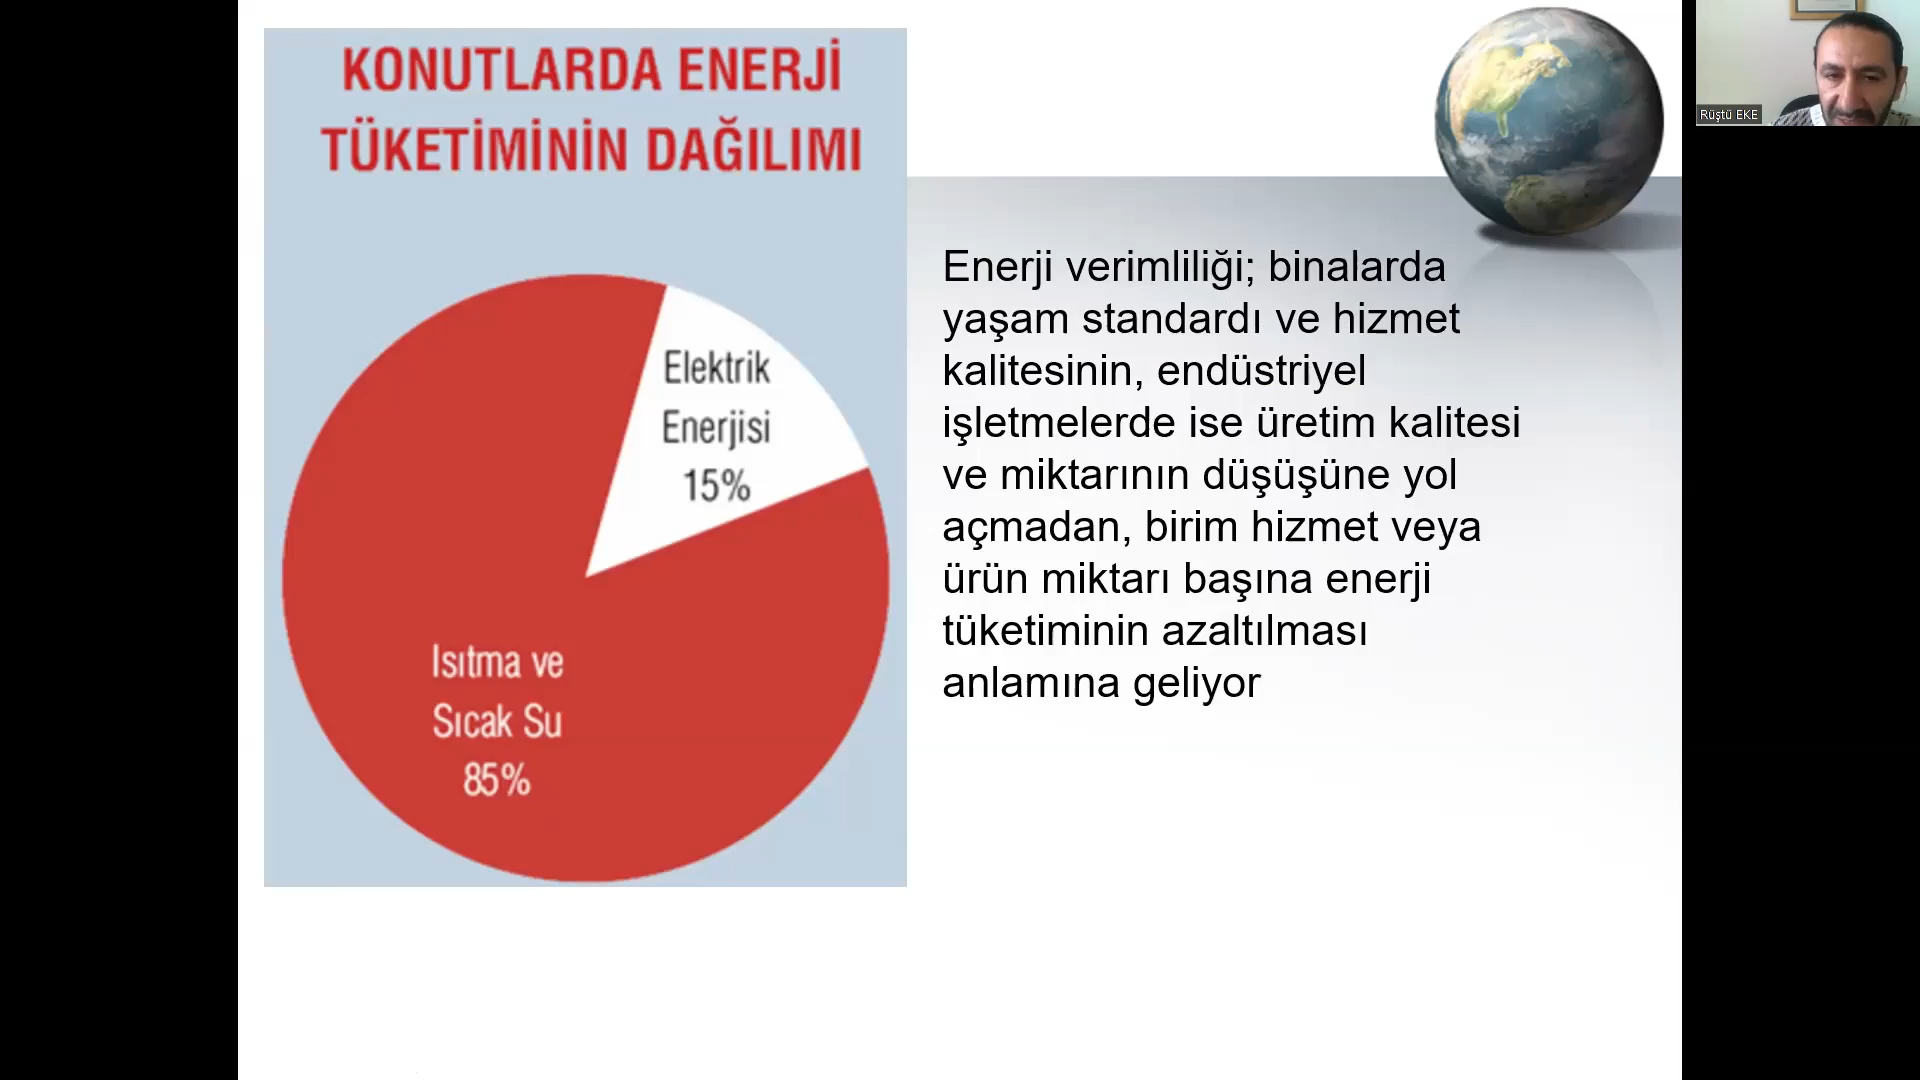 KONUTLARDA ENERJİ
TÜKETİMİNİN DAĞILIMI
Elektrik
Enerjisi
15%
Isıtma ve
Sıcak Su
85%
Enerji verimliliği; binalarda
yaşam standardı ve hizmet
kalitesinin, endüstriyel
işletmelerde ise üretim kalitesi
ve miktarının düşüşüne yol
açmadan, birim hizmet veya
ürün miktarı başına enerji
tüketiminin azaltılması
anlamına geliyor
Rüştü EKE